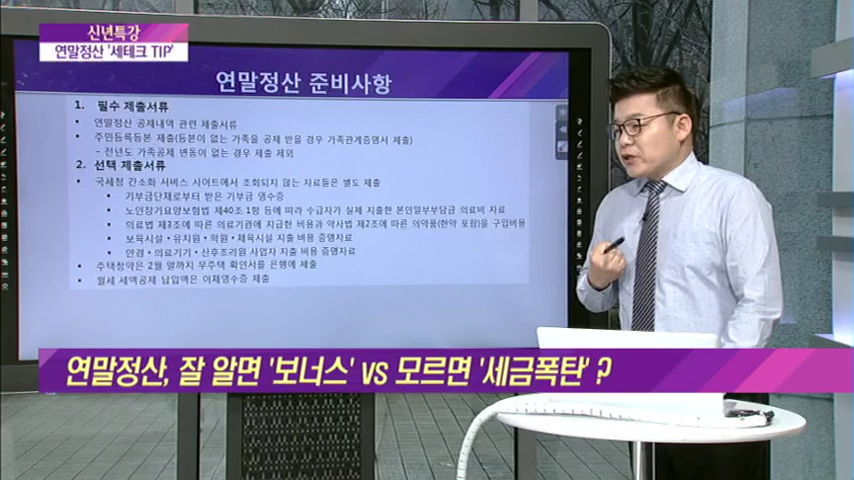 신년특강
연말정산 '세테크 TIP'
연말정산 준비사항
1. 필수 제출서류
• 연말정산 공제내역 관련 제출서류
• 주민등록등본 제출(등본이 없는 가족을 공제 받을 경우 가족관계증명서 제출)
- 전년도 가족공제 변동이 없는 경우 제출 제외
2. 선택 제출서류
• 국세청 간소화 서비스 사이트에서 조회되지 않는 자료들은 별도 제출
• 기부금단체로부터 받은 기부금 영수증
• 노인장기요양보험법 제40조 1항 등에 따라 수급자가 실제 지출한 본인일부부담금 의료비 자료
• 의료법 제3조에 따른 의료기관에 지급한 비용과 약사법 제2조에 따른 의약품(한약 포함)을 구입비용
• 보육시설・유치원・학원・체육시설 지출 비용 증명자료
• 안경・의료기기・산후조리원 사업자 지출 비용 증명자료
• 주택청약은 2월 말까지 무주택 확인서를 은행에 제출
• 월세 세액공제 납입액은 이체영수증 제출
연말정산, 잘 알면 '보너스' vs 모르면 '세금폭탄' ?